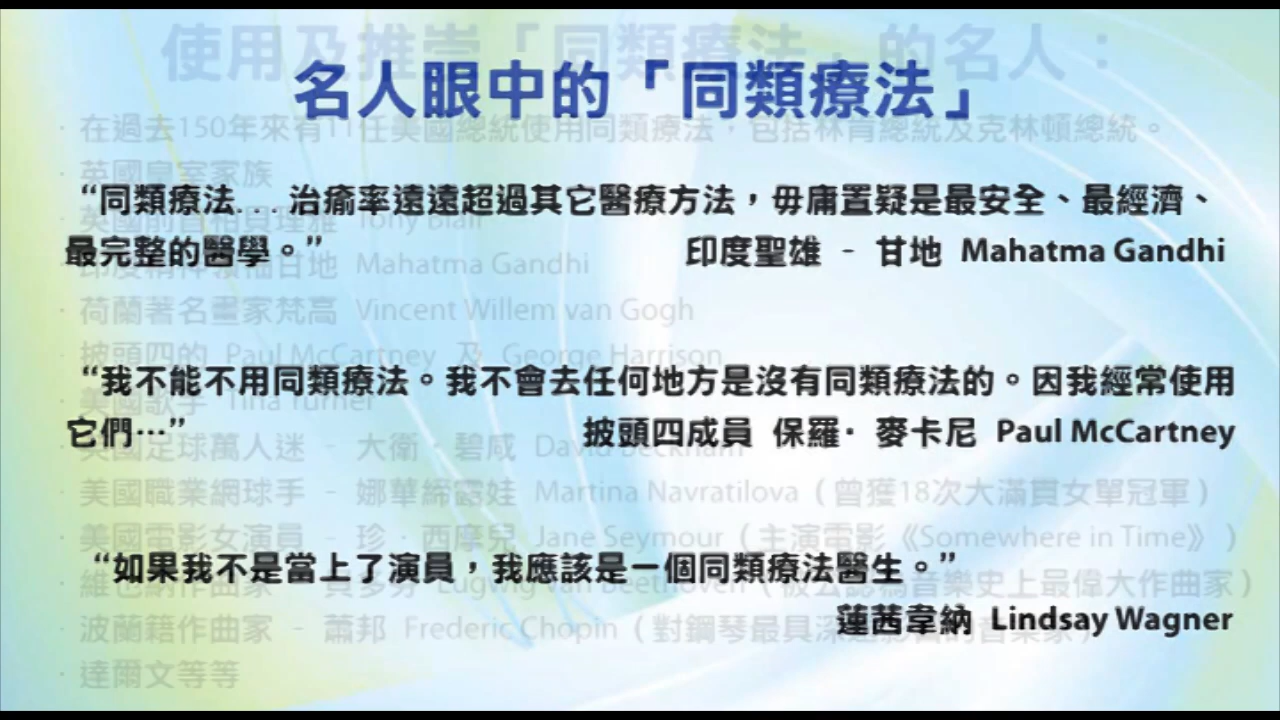 名人眼中的「同類療法」
“同類療法... 治癒率遠遠超過其它醫療方法，毋庸置疑是最安全、最經濟、
最完整的醫學。” 印度聖雄 - 甘地 Mahatma Gandhi
“我不能不用同類療法。我不會去任何地方是沒有同類療法的。因我經常使用
它們…” 披頭四成員 保羅· 麥卡尼 Paul McCartney
“如果我不是當上了演員，我應該是一個同類療法醫生。”
蓮茜韋納 Lindsay Wagner
使用及推崇「同類療法」的名人：
· 在過去150年來有11任美國總統使用同類療法，包括林肯總統及克林頓總統。
· 英國皇室家族
· 英國前首相貝理雅 Tony Blair
· 印度精神領袖甘地 Mahatma Gandhi
· 荷蘭著名畫家梵高 Vincent Willem van Gogh
· 披頭四的 Paul McCartney 及 George Harrison
· 美國歌手 Tina Turner
· 英國足球萬人迷 - 大衛 · 碧咸 David Beckham
· 美國職業網球手 - 娜華締露娃 Martina Navratilova（曾獲18次大滿貫女單冠軍）
· 美國電影女演員 - 珍 · 西摩兒 Jane Seymour（主演電影《Somewhere in Time》）
· 維也納作曲家 - 貝多芬 Lugwig van Beethoven（被公認為音樂史上最偉大作曲家）
· 波蘭籍作曲家 - 蕭邦 Frederic Chopin（對鋼琴最具深遠影響的音樂家）
· 達爾文等等